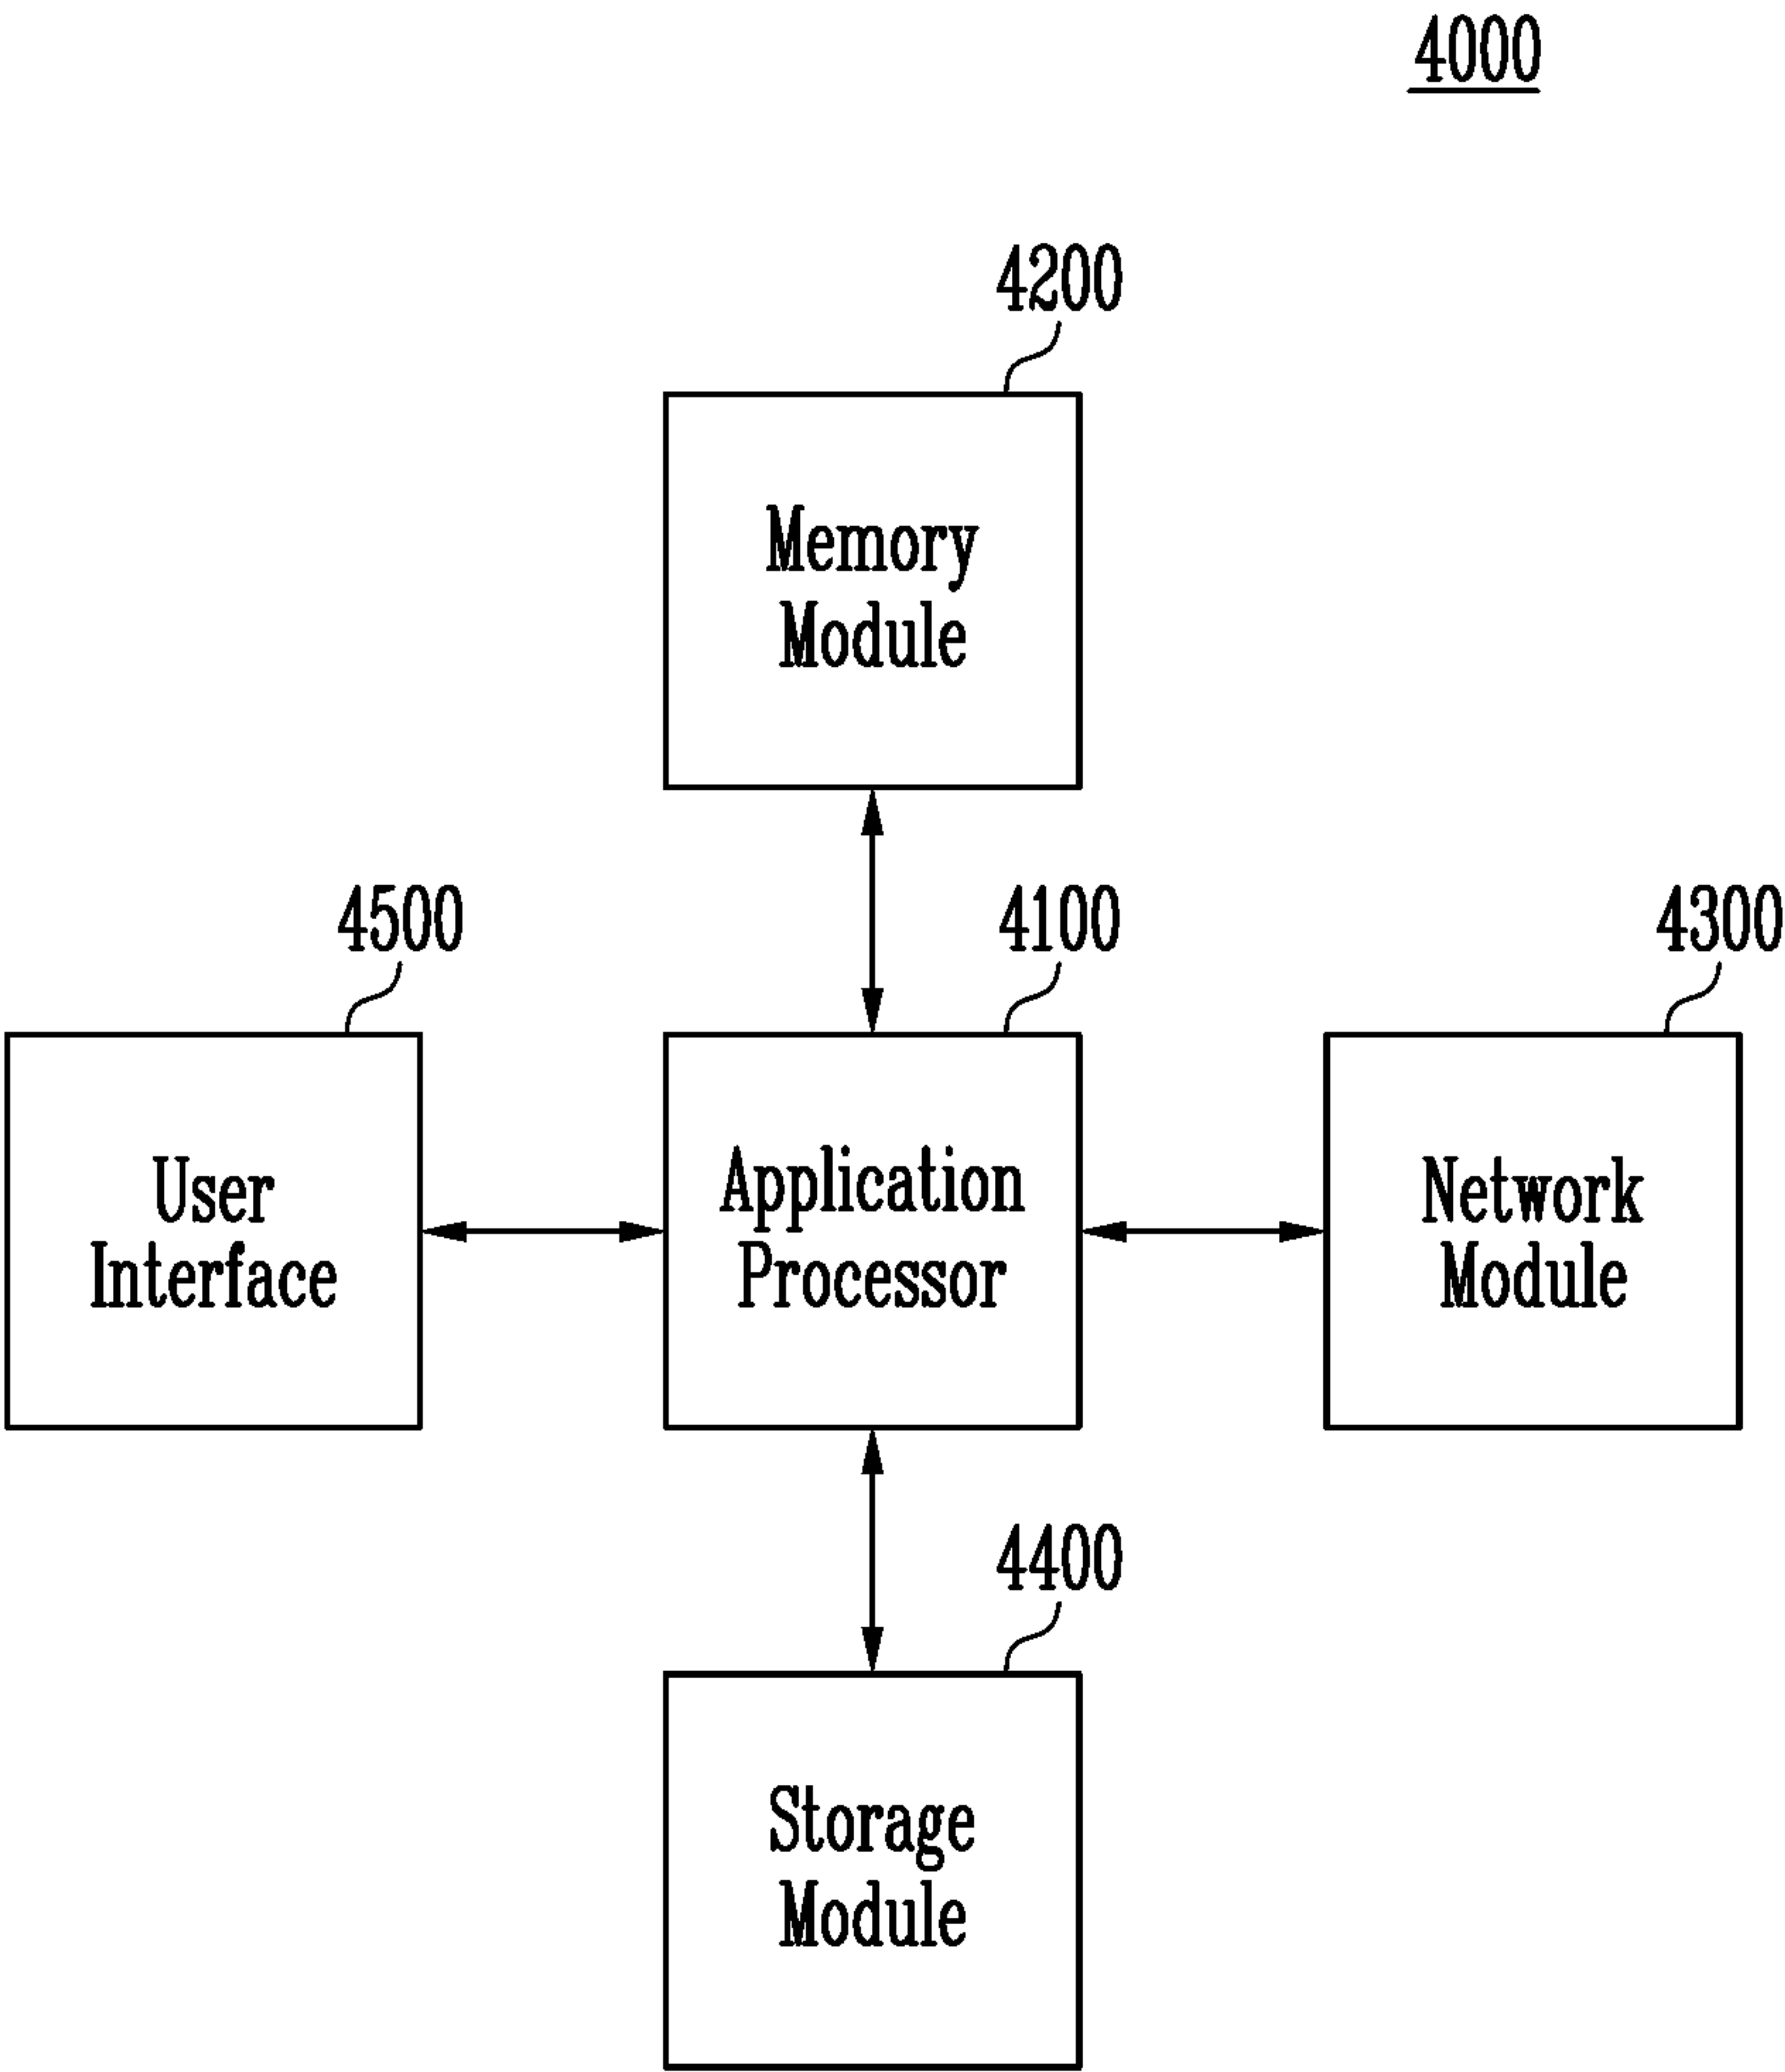 4000
4200
Memory
Module
4500
4100
4300
User
Interface
Application
Processor
Network
Module
4400
Storage
Module